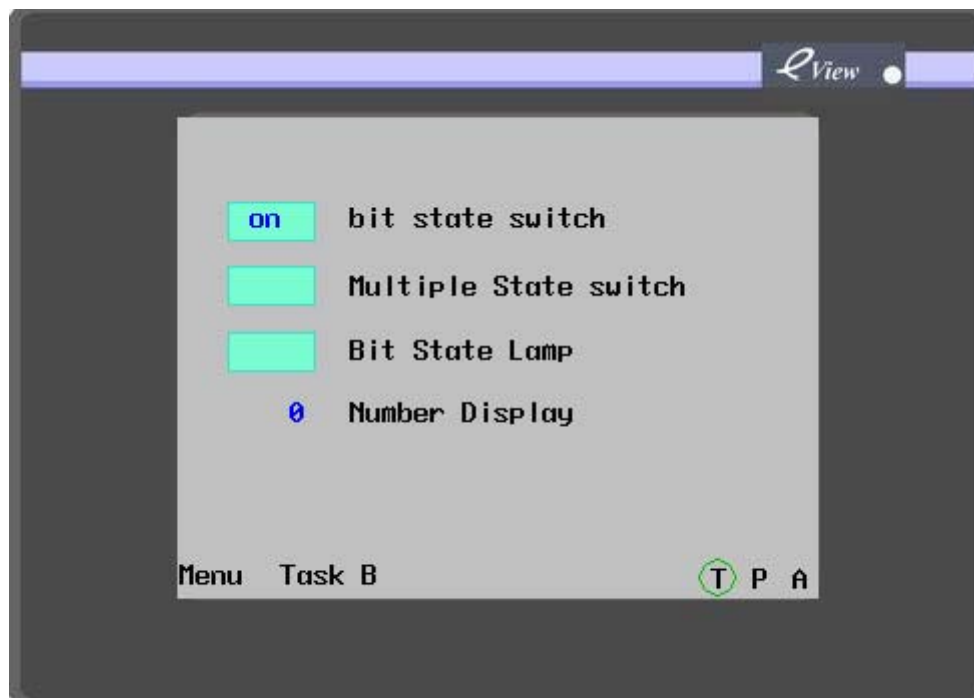 eView
on bit state switch
Multiple State switch
Bit State Lamp
0 Number Display
Menu Task B T P A